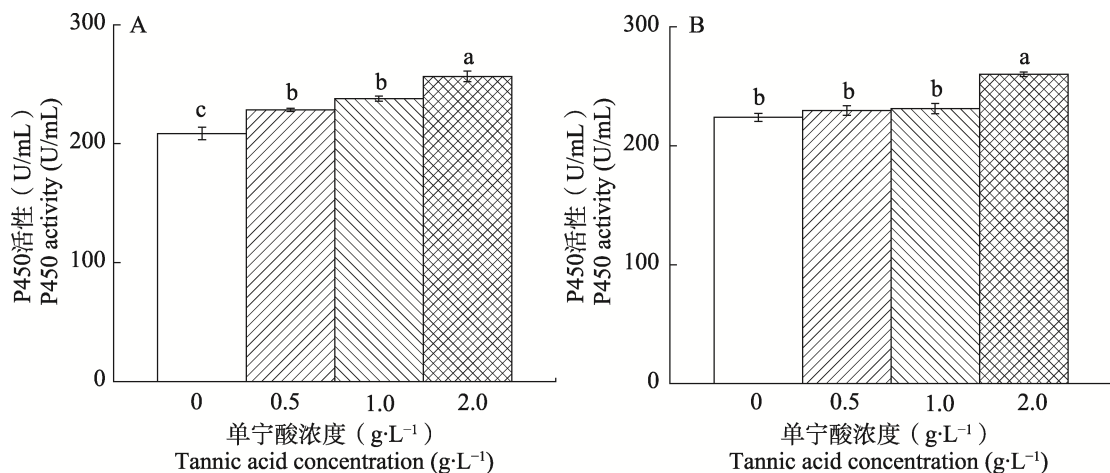 A
300
200
100
0
P450活性（U/mL）
P450 activity (U/mL)
c
b
b
a
0
0.5
1.0
2.0
单宁酸浓度（g·L⁻¹）
Tannic acid concentration (g·L⁻¹)
B
300
200
100
0
P450活性（U/mL）
P450 activity (U/mL)
b
b
b
a
0
0.5
1.0
2.0
单宁酸浓度（g·L⁻¹）
Tannic acid concentration (g·L⁻¹)